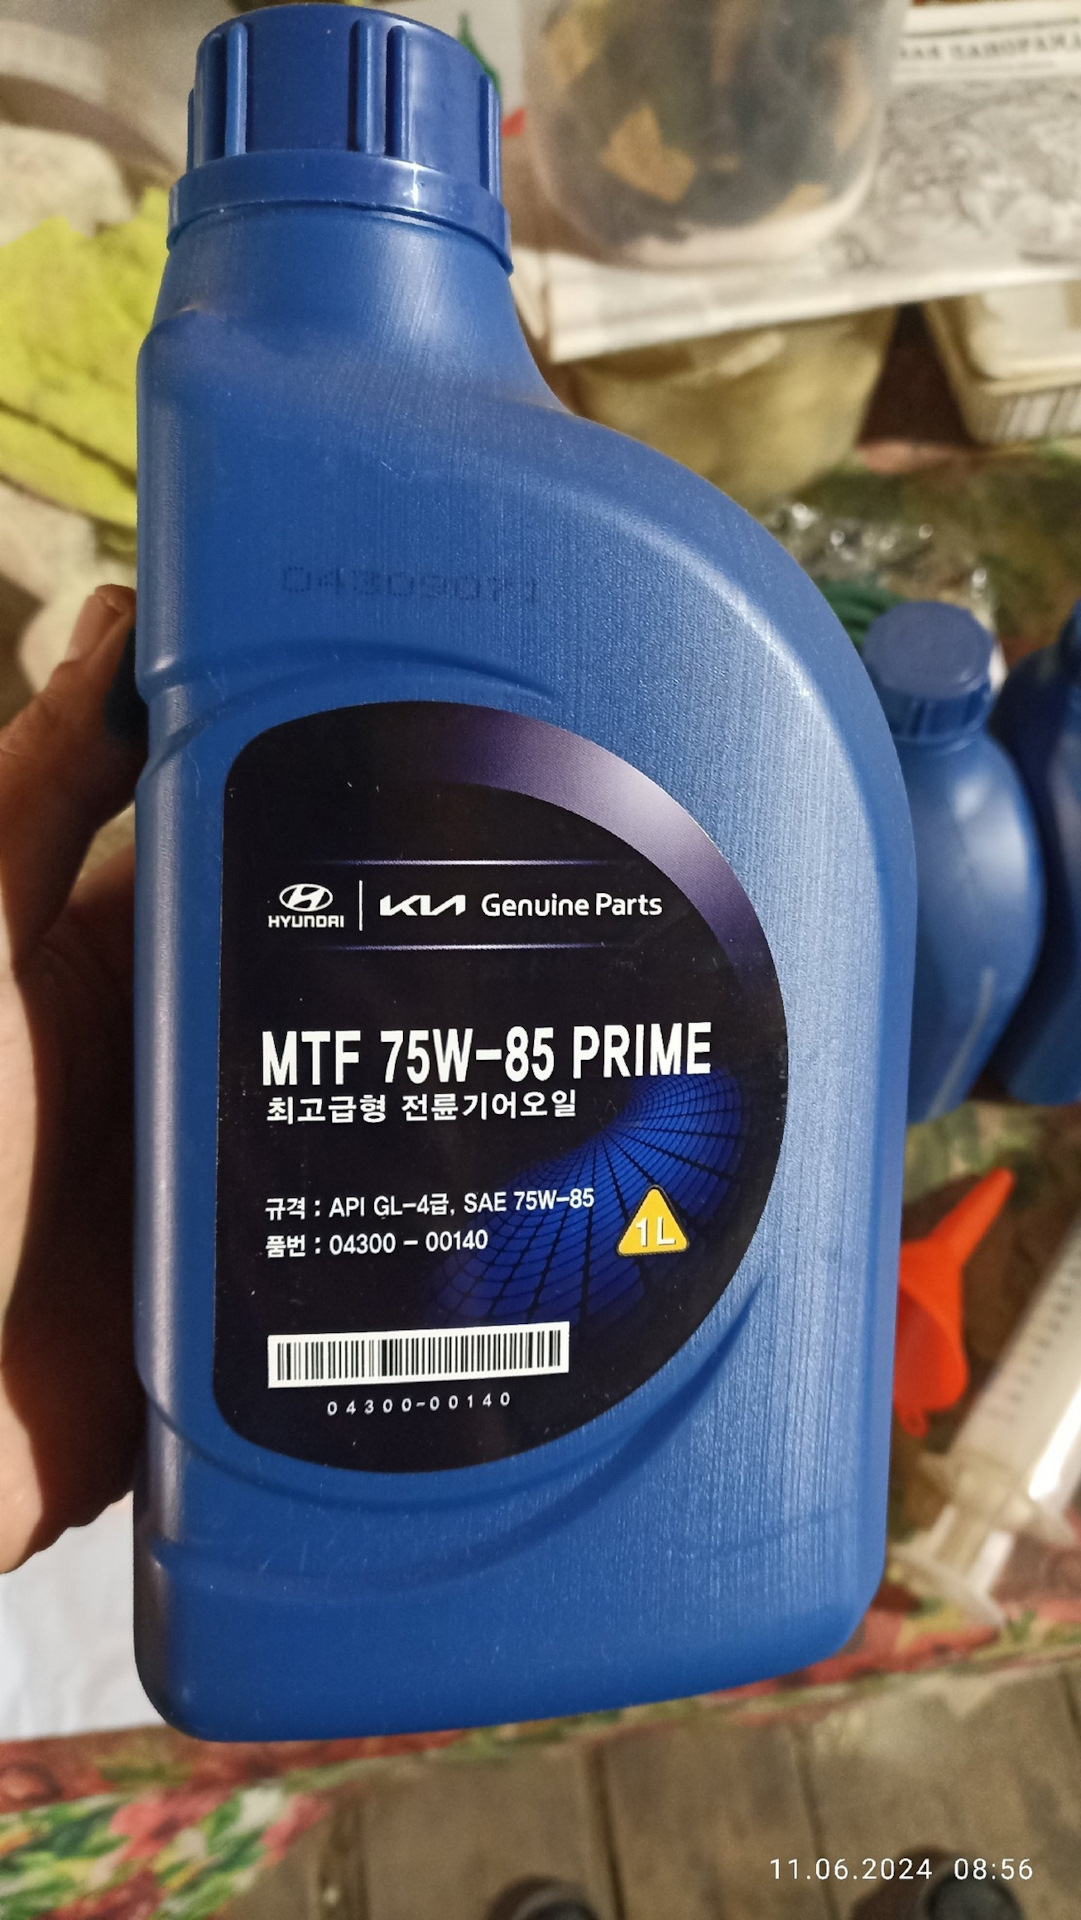 ВАЯ ПАНОРАМА
HYUNDAI KIA Genuine Parts
MTF 75W-85 PRIME
최고급형 전륜기어오일
규격 : API GL-4급, SAE 75W-85
품번 : 04300 - 00140
1L
04300-00140
11.06.2024 08:56